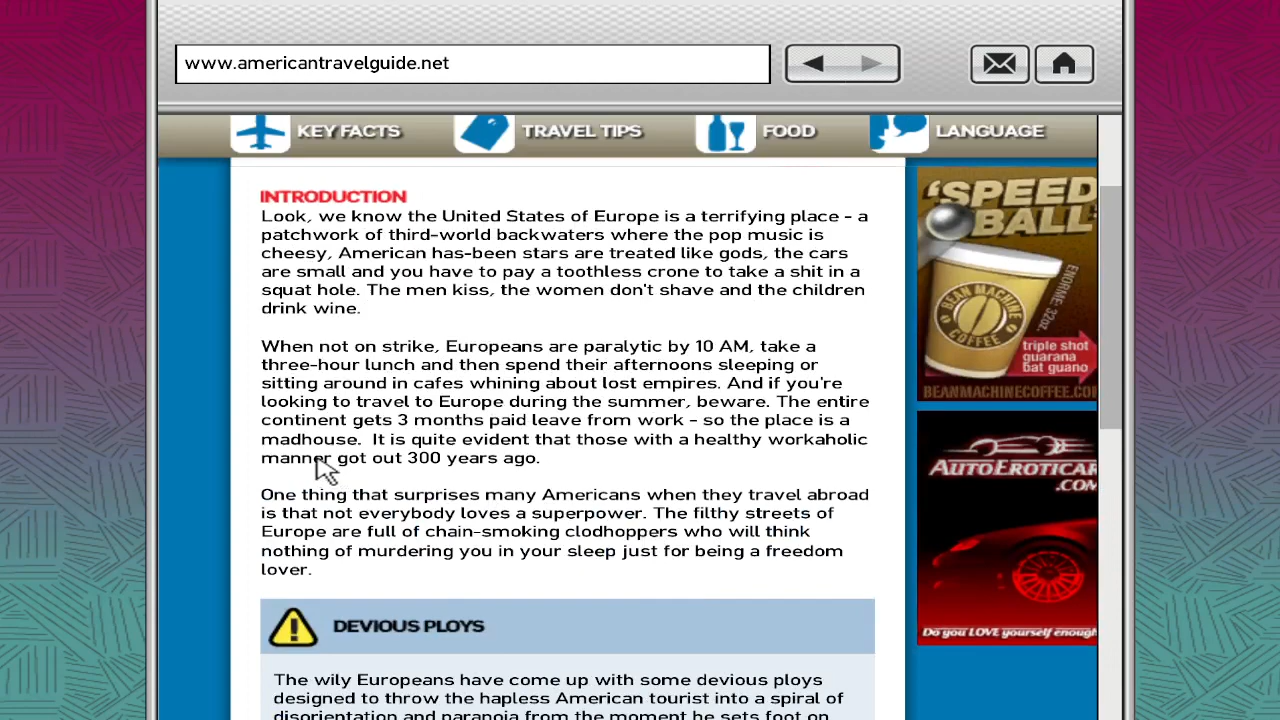 www.americantravelguide.net
KEY FACTS
TRAVEL TIPS
FOOD
LANGUAGE
INTRODUCTION
Look, we know the United States of Europe is a terrifying place - a
patchwork of third-world backwaters where the pop music is
cheesy, American has-been stars are treated like gods, the cars
are small and you have to pay a toothless crone to take a shit in a
squat hole. The men kiss, the women don't shave and the children
drink wine.
When not on strike, Europeans are paralytic by 10 AM, take a
three-hour lunch and then spend their afternoons sleeping or
sitting around in cafes whining about lost empires. And if you're
looking to travel to Europe during the summer, beware. The entire
continent gets 3 months paid leave from work - so the place is a
madhouse.  It is quite evident that those with a healthy workaholic
manner got out 300 years ago.
One thing that surprises many Americans when they travel abroad
is that not everybody loves a superpower. The filthy streets of
Europe are full of chain-smoking clodhoppers who will think
nothing of murdering you in your sleep just for being a freedom
lover.
DEVIOUS PLOYS
The wily Europeans have come up with some devious ploys
designed to throw the hapless American tourist into a spiral of
disorientation and paranoia from the moment he sets foot on
'SPEED
BALL'
ENORME 32oz.
BEAN MACHINE
COFFEE
triple shot
guarana
bat guano
BEANMACHINECOFFEE.CO
AUTOEROTICAR
.COM
Do you LOVE yourself enough